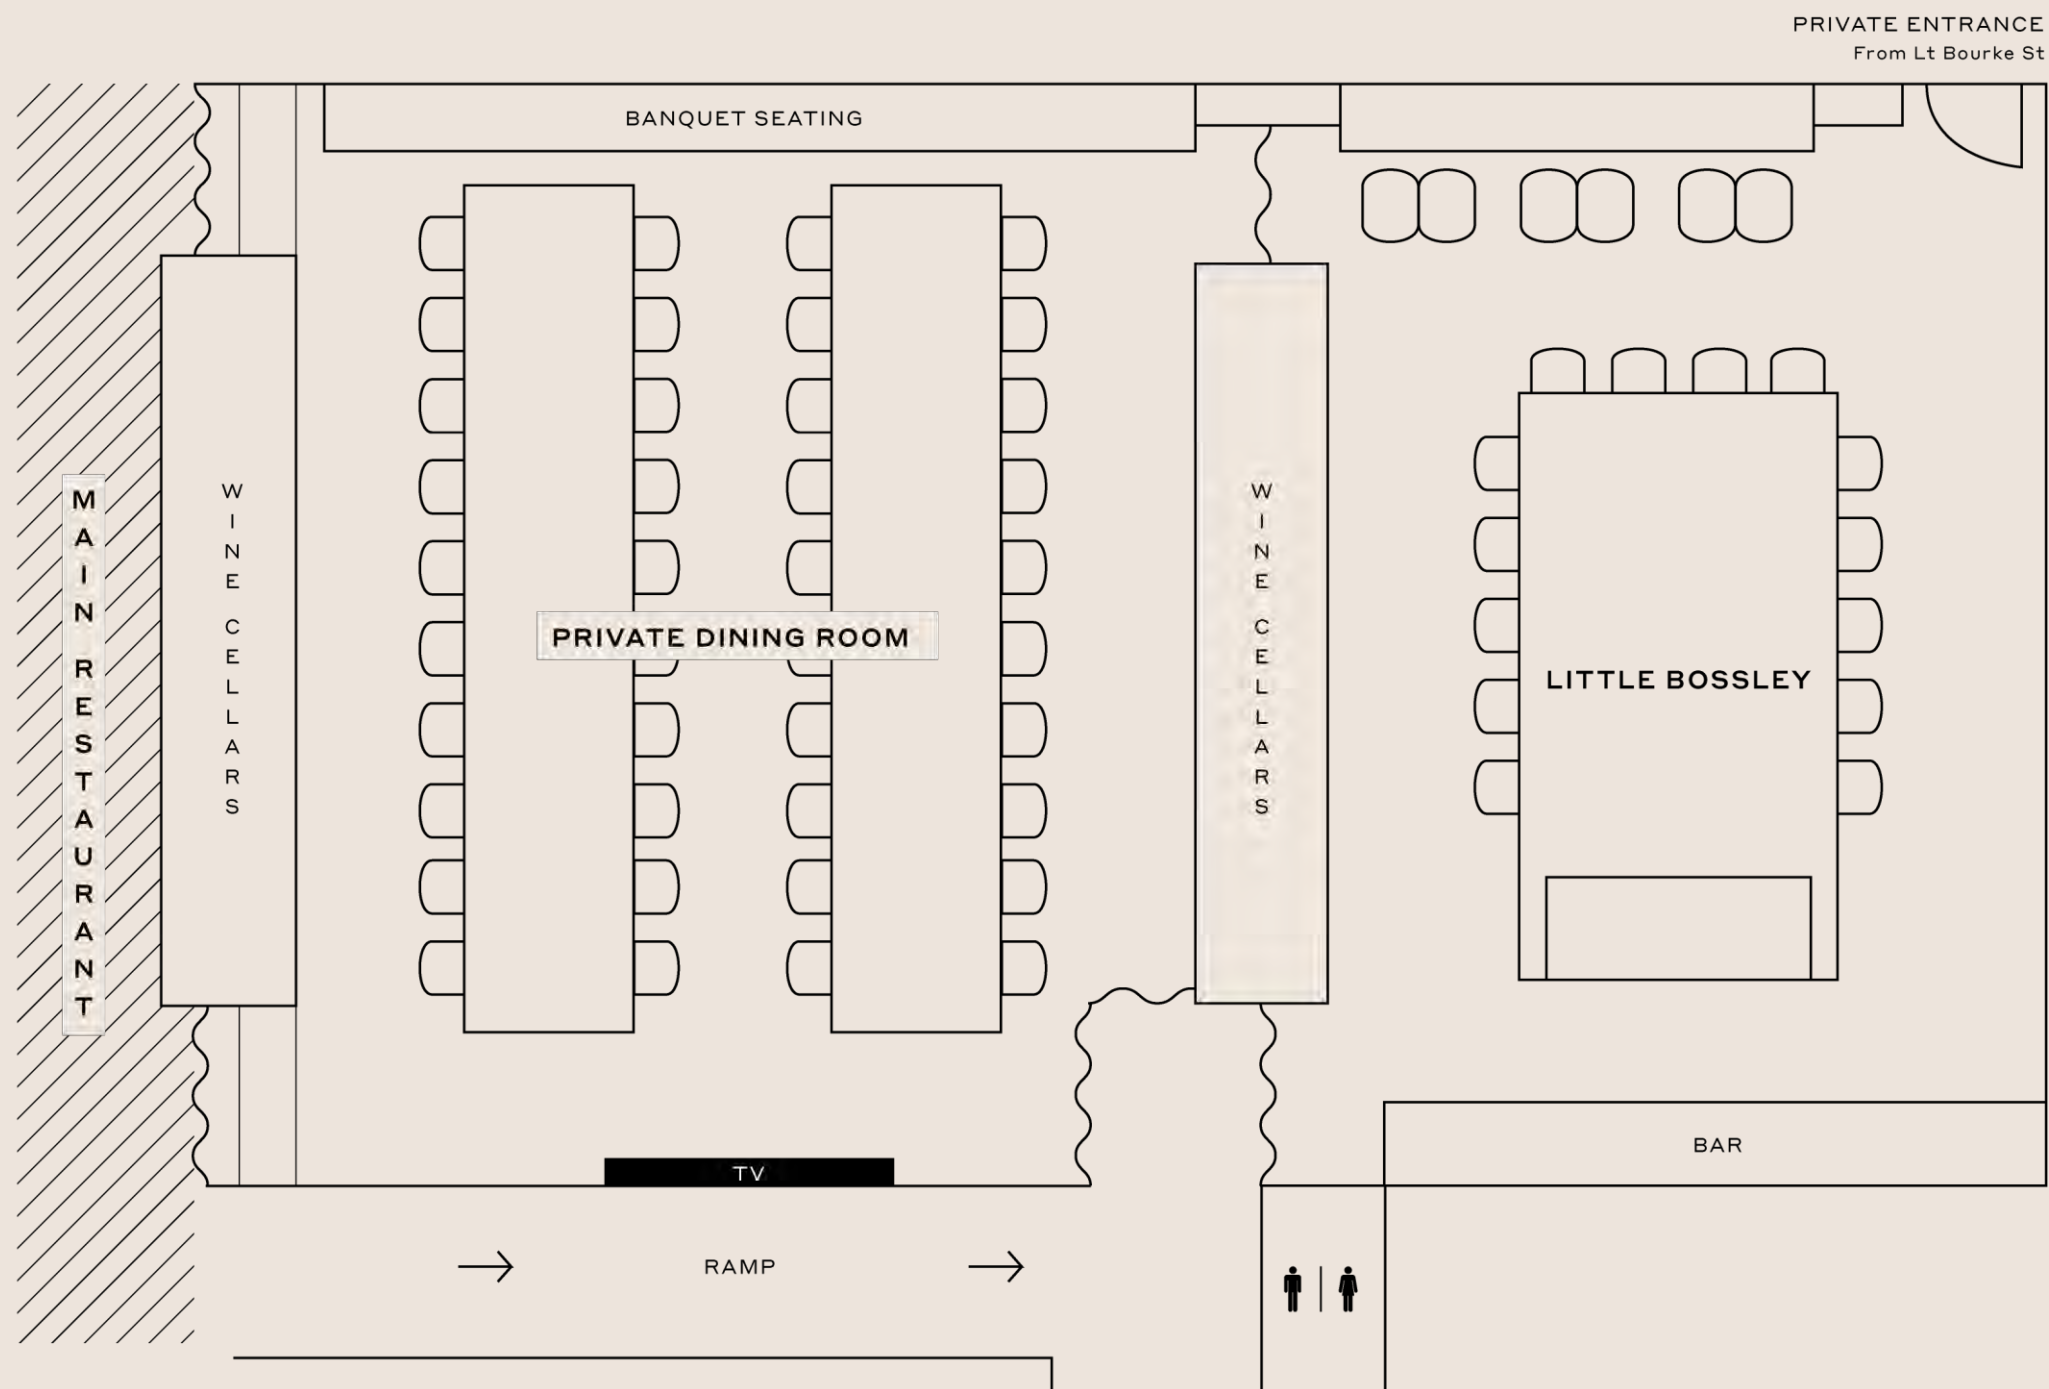 PRIVATE ENTRANCE
From Lt Bourke St
BANQUET SEATING
MAIN RESTAURANT
WINE CELLARS
PRIVATE DINING ROOM
WINE CELLARS
LITTLE BOSSLEY
BAR
TV
RAMP